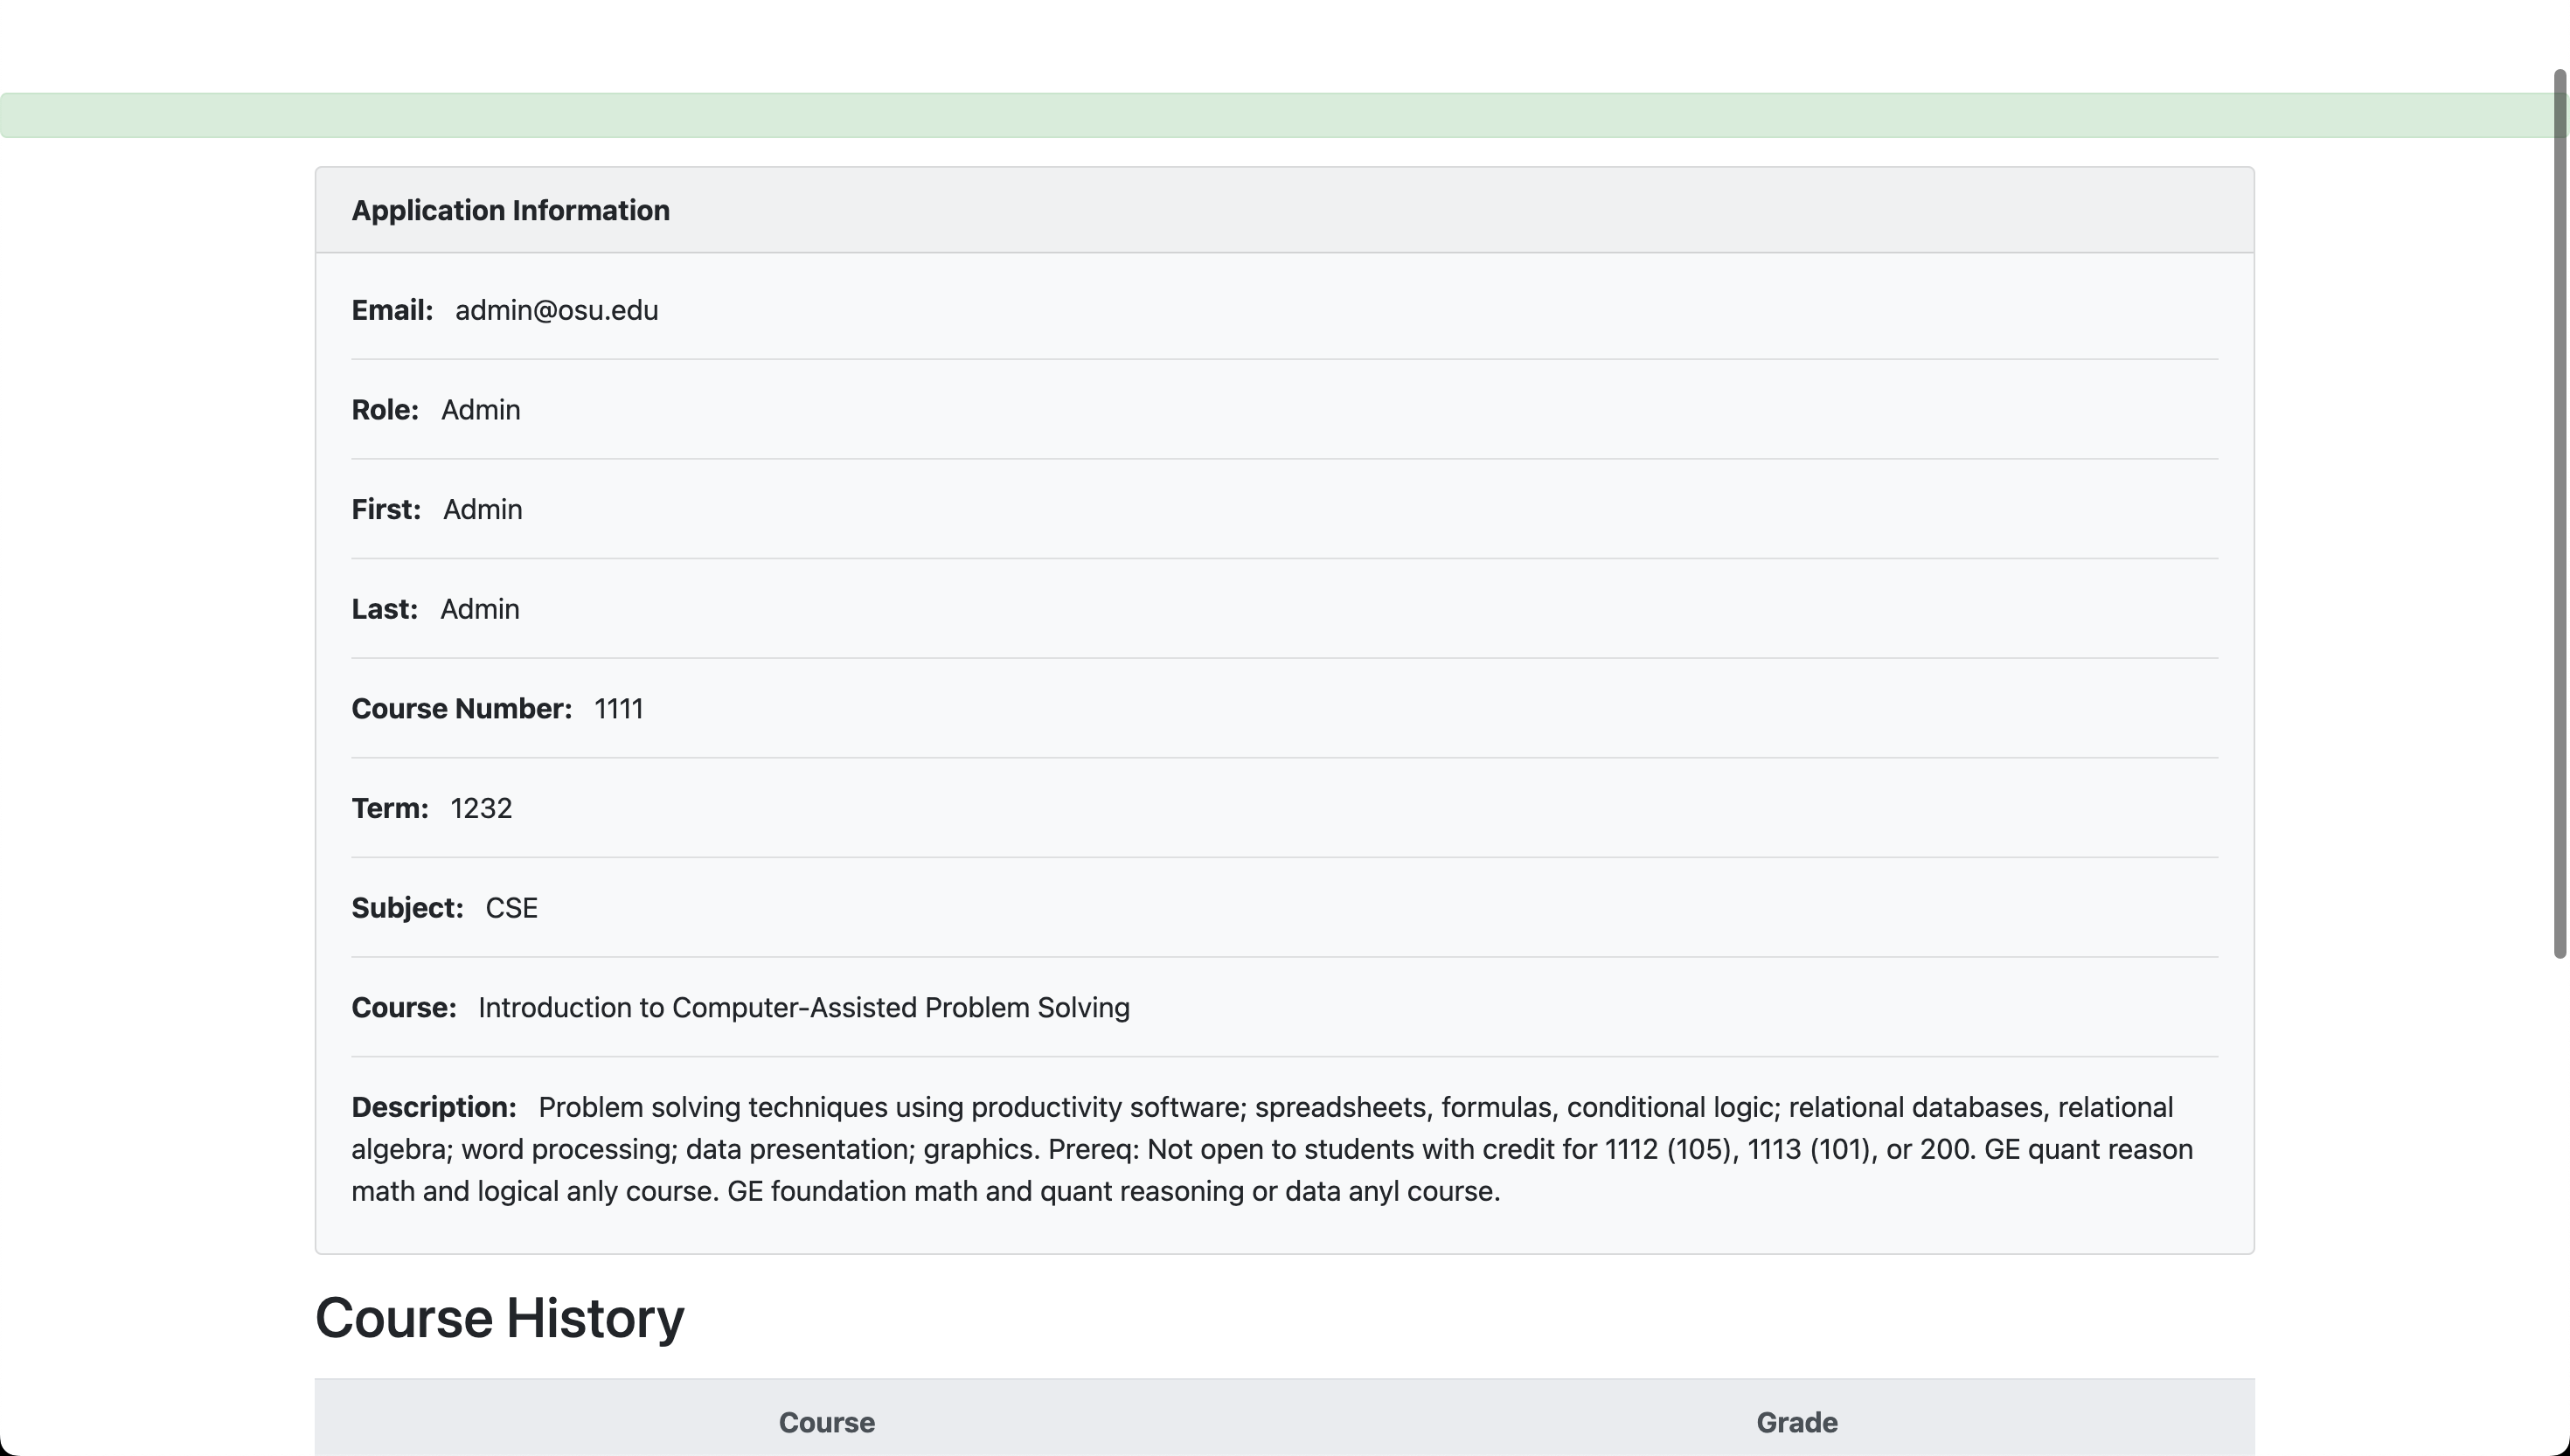 Application Information
Email: admin@osu.edu
Role: Admin
First: Admin
Last: Admin
Course Number: 1111
Term: 1232
Subject: CSE
Course: Introduction to Computer-Assisted Problem Solving
Description: Problem solving techniques using productivity software; spreadsheets, formulas, conditional logic; relational databases, relational
algebra; word processing; data presentation; graphics. Prereq: Not open to students with credit for 1112 (105), 1113 (101), or 200. GE quant reason
math and logical anly course. GE foundation math and quant reasoning or data anyl course.
Course History
Course Grade